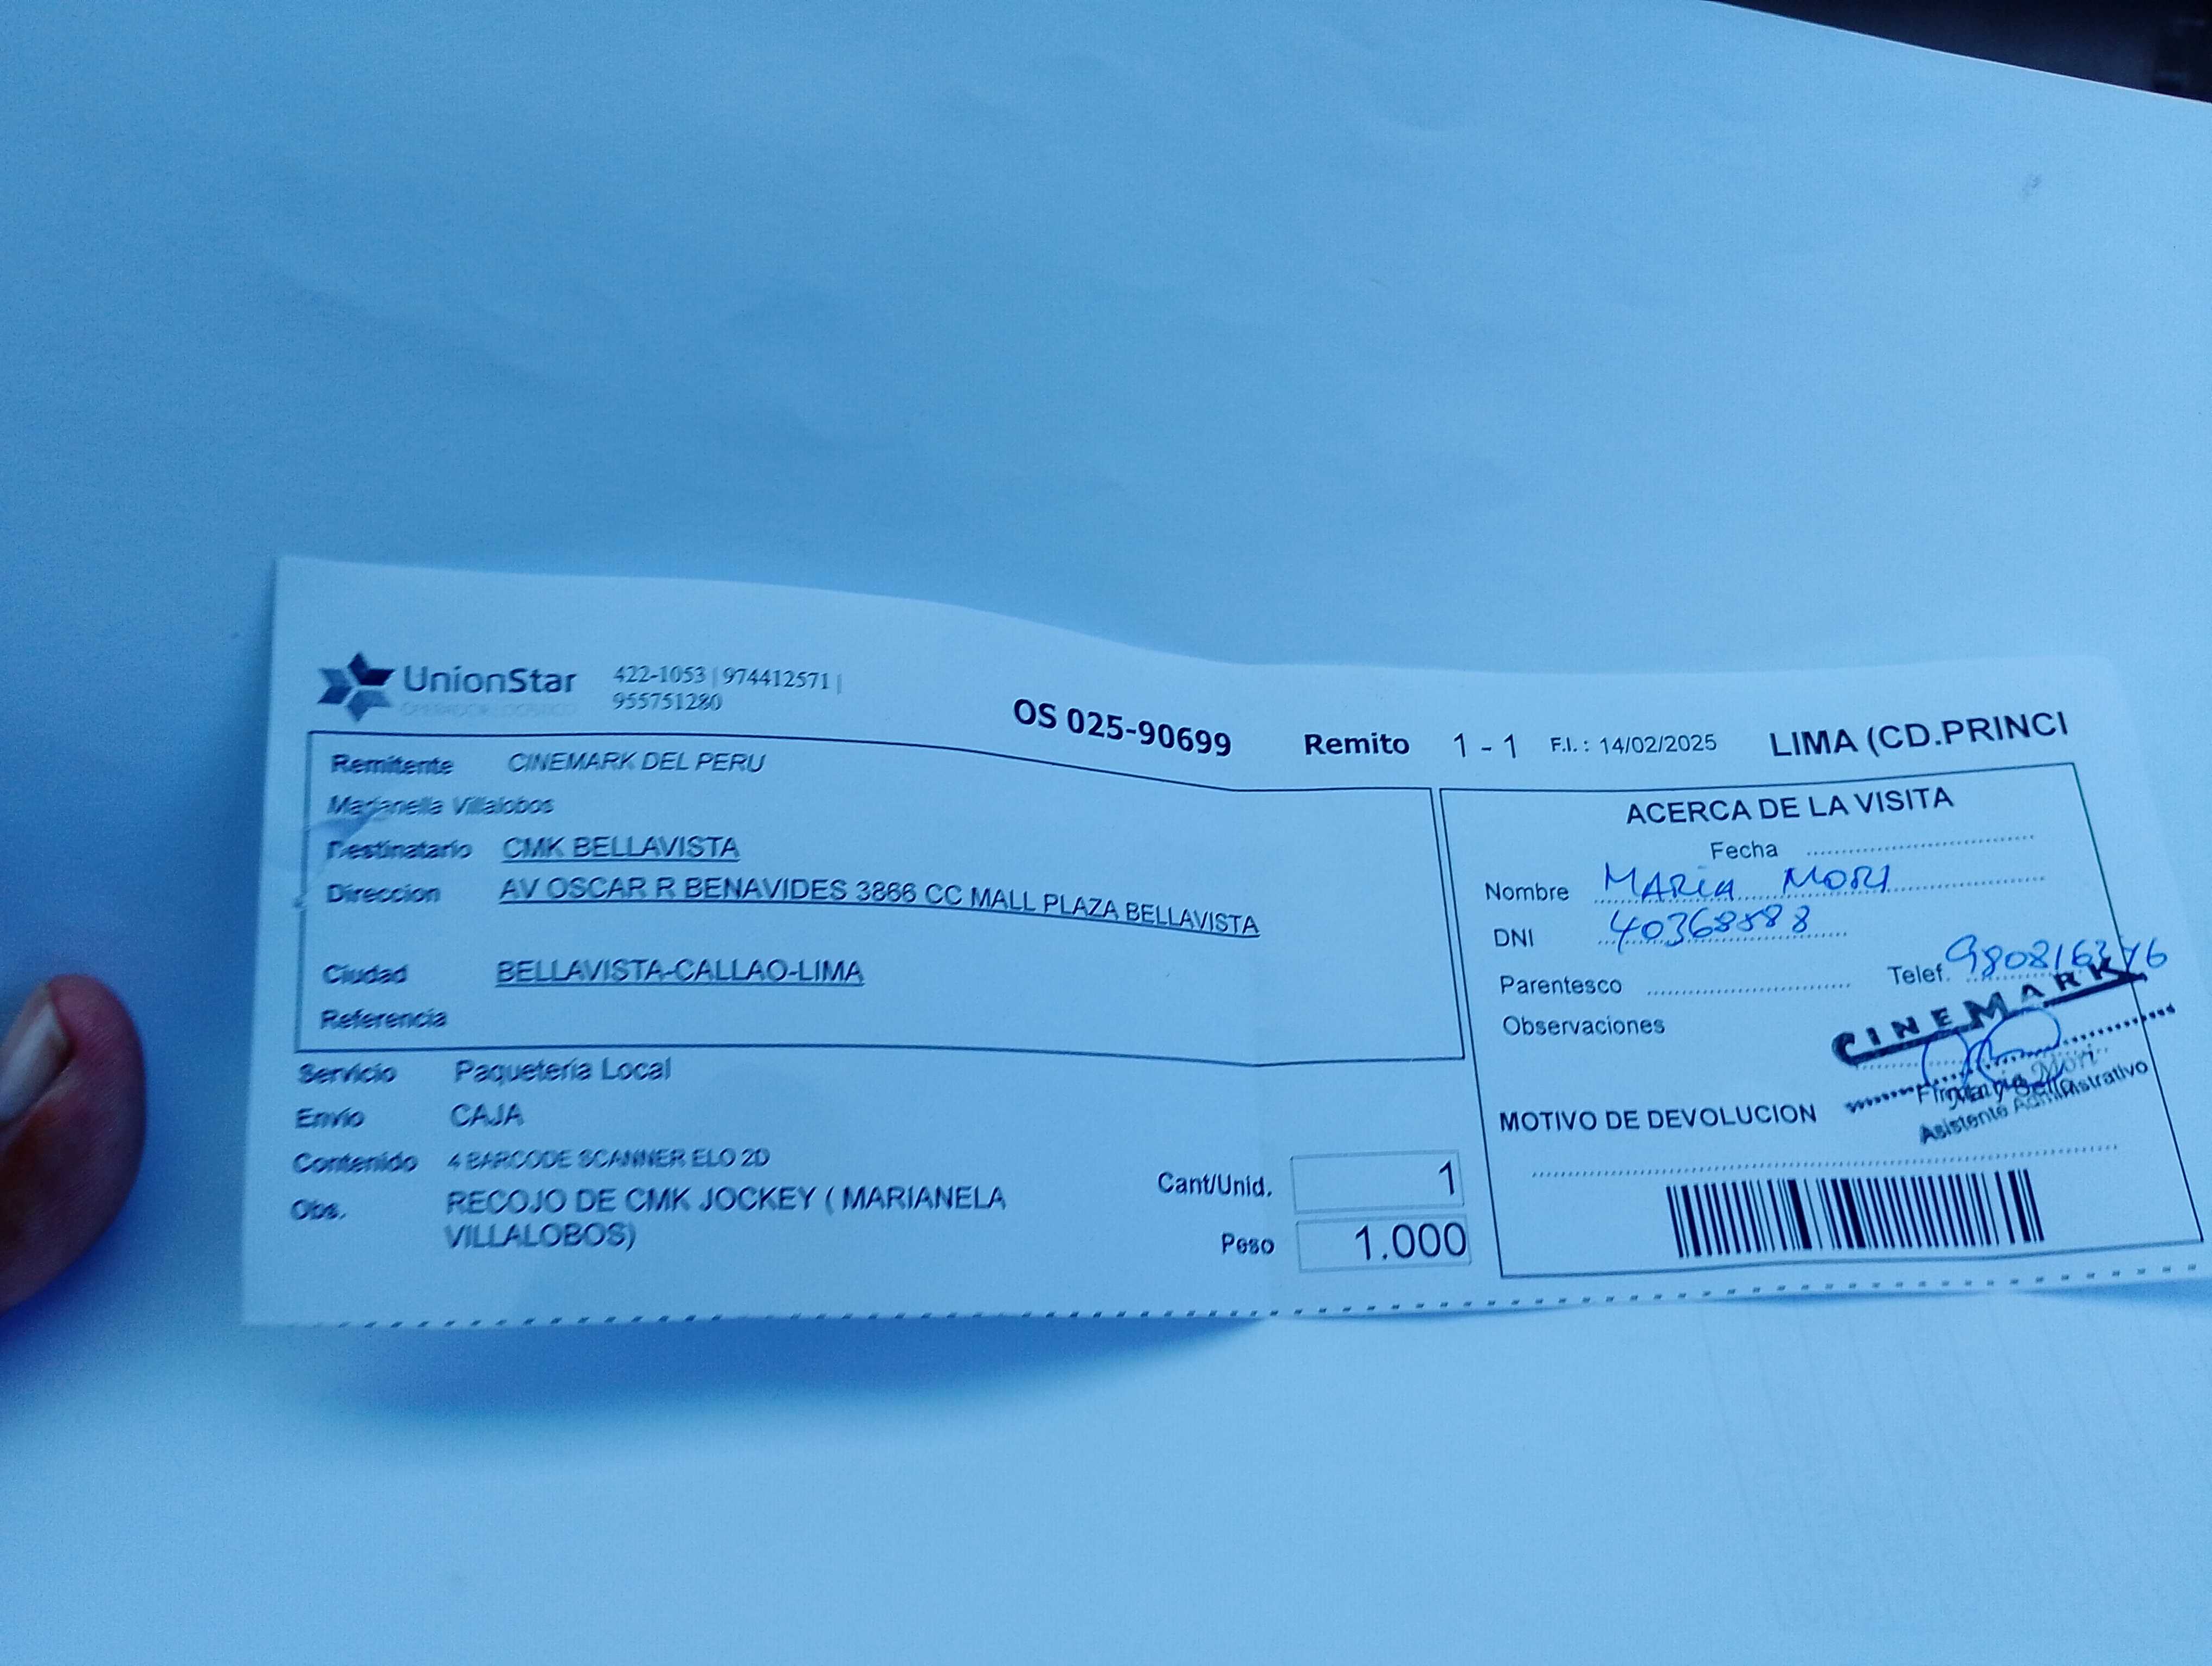 UnionStar
422-1053 | 974412571 |
955751280
OS 025-90699 Remito 1 - 1 F.I. : 14/02/2025 LIMA (CD.PRINCI
Remitente CINEMARK DEL PERU
Marianella Villalobos
Destinatario CMK BELLAVISTA
Direccion AV OSCAR R BENAVIDES 3866 CC MALL PLAZA BELLAVISTA
Ciudad BELLAVISTA-CALLAO-LIMA
Referencia
Servicio Paquetería Local
Envio CAJA
Contenido 4 BARCODE SCANNER ELO 2D
Obs. RECOJO DE CMK JOCKEY ( MARIANELA
VILLALOBOS)
Cant/Unid. 1
Peso 1.000
ACERCA DE LA VISITA
Fecha
Nombre MARIA MORI
DNI
Parentesco Telef.
Observaciones
CINEMARK
Mori
Asistente Administrativo
MOTIVO DE DEVOLUCION